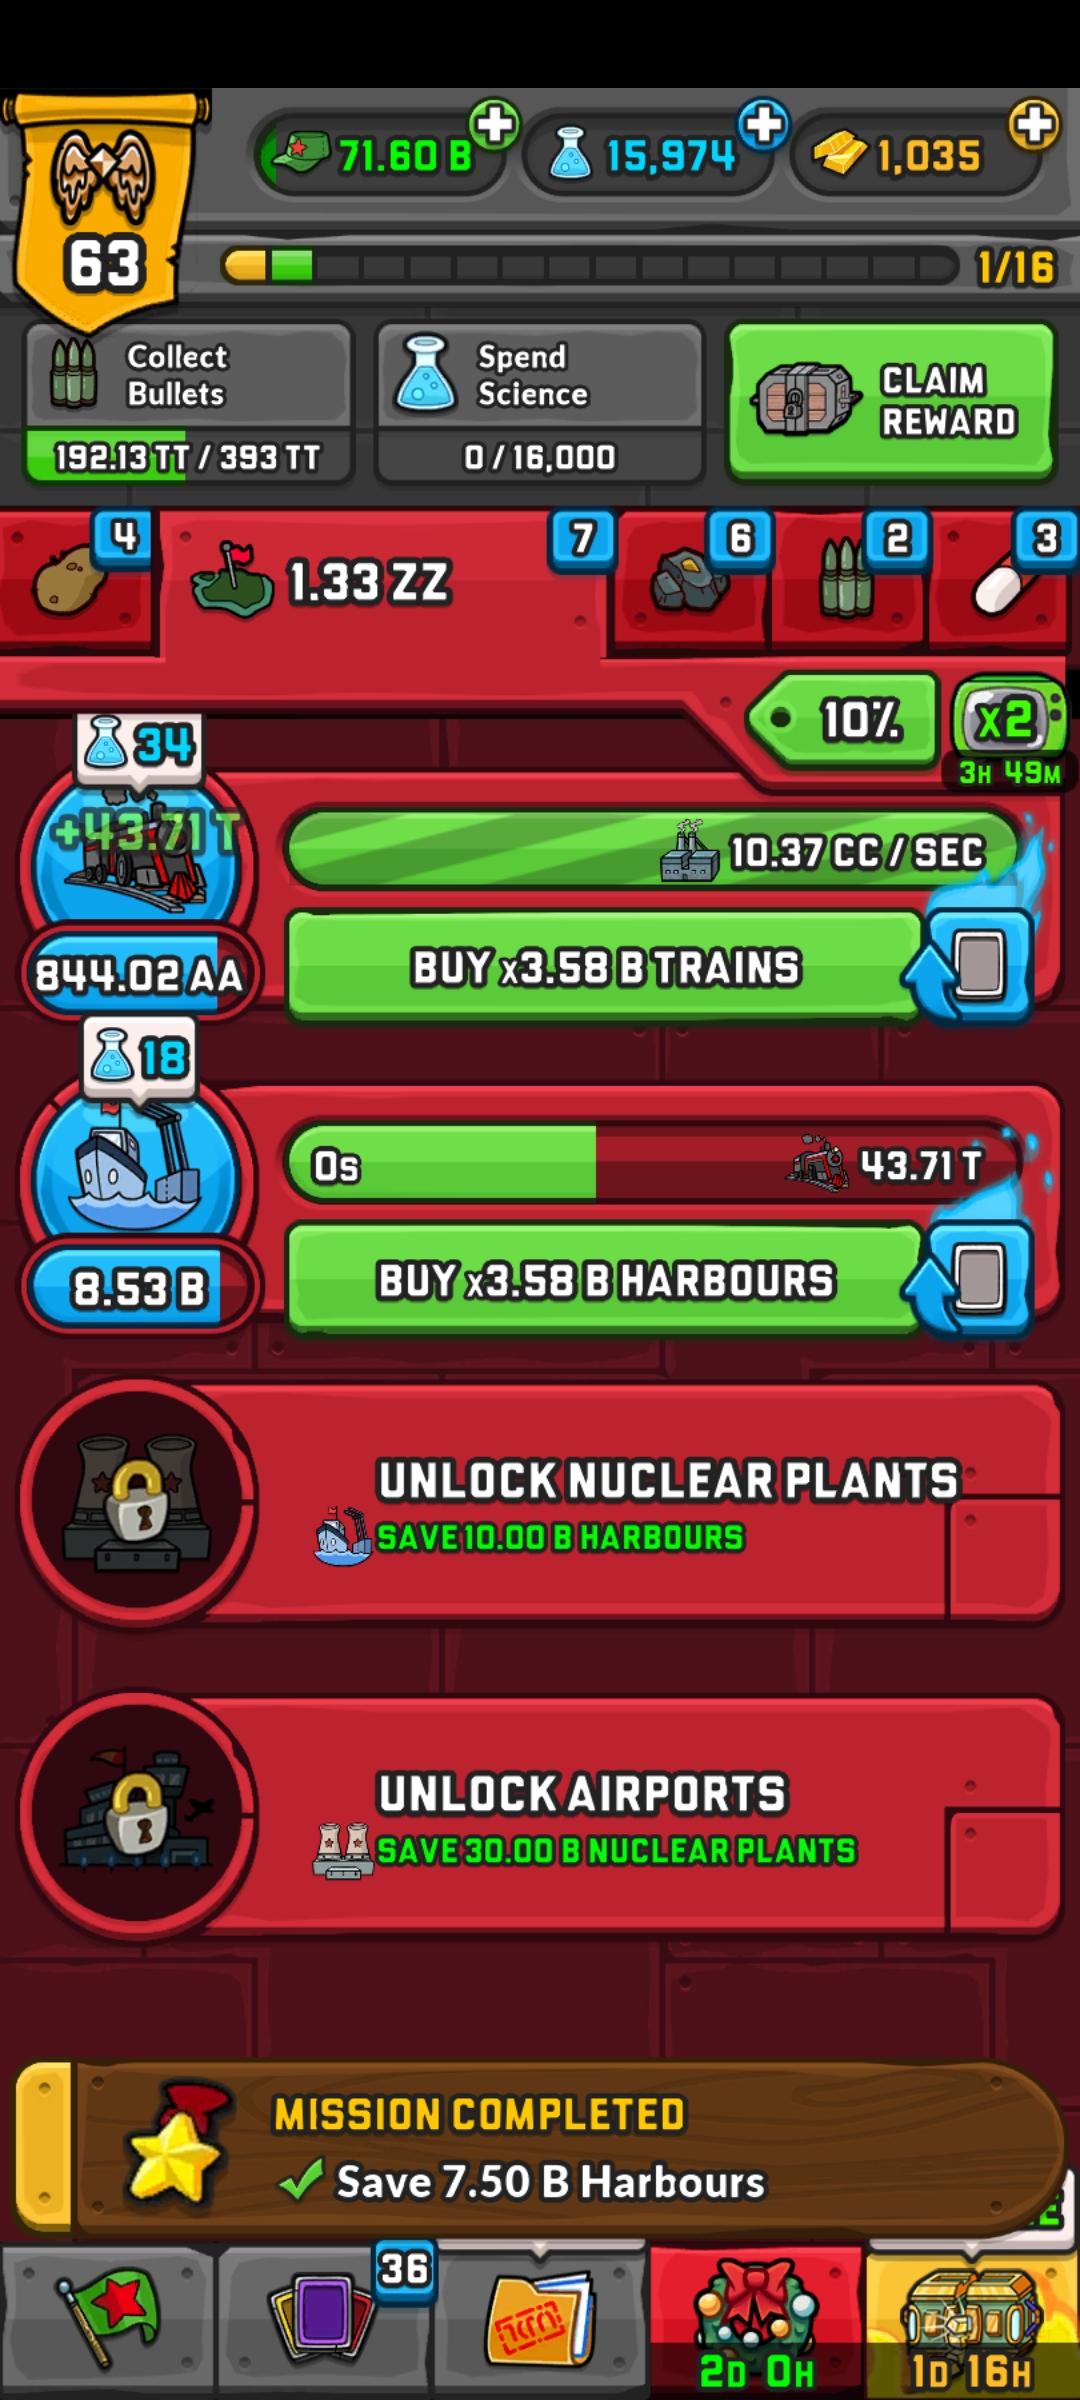 71.60 B
15,974
1,035
63
1/16
Collect
Bullets
192.13 TT / 393 TT
Spend
Science
0 / 16,000
CLAIM
REWARD
4
1.33 ZZ
7
6
2
3
10%
x2
3H 49M
34
+43.71 T
10.37 CC / SEC
844.02 AA
BUY x3.58 B TRAINS
18
0s
43.71 T
8.53 B
BUY x3.58 B HARBOURS
UNLOCK NUCLEAR PLANTS
SAVE 10.00 B HARBOURS
UNLOCK AIRPORTS
SAVE 30.00 B NUCLEAR PLANTS
MISSION COMPLETED
Save 7.50 B Harbours
36
2D 0H
1D 16H